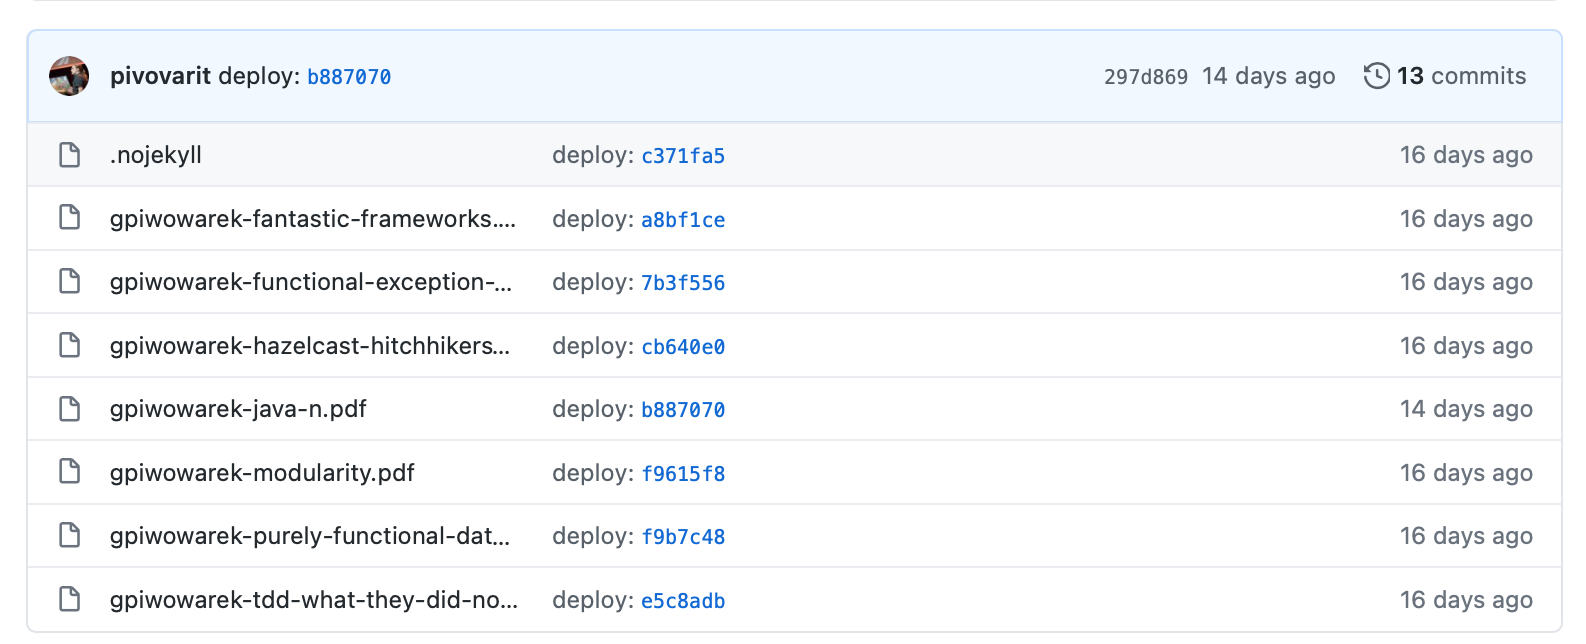 pivovarit deploy: b887070 297d869 14 days ago 13 commits
.nojekyll deploy: c371fa5 16 days ago
gpiwowarek-fantastic-frameworks.... deploy: a8bf1ce 16 days ago
gpiwowarek-functional-exception-... deploy: 7b3f556 16 days ago
gpiwowarek-hazelcast-hitchhikers... deploy: cb640e0 16 days ago
gpiwowarek-java-n.pdf deploy: b887070 14 days ago
gpiwowarek-modularity.pdf deploy: f9615f8 16 days ago
gpiwowarek-purely-functional-dat... deploy: f9b7c48 16 days ago
gpiwowarek-tdd-what-they-did-no... deploy: e5c8adb 16 days ago